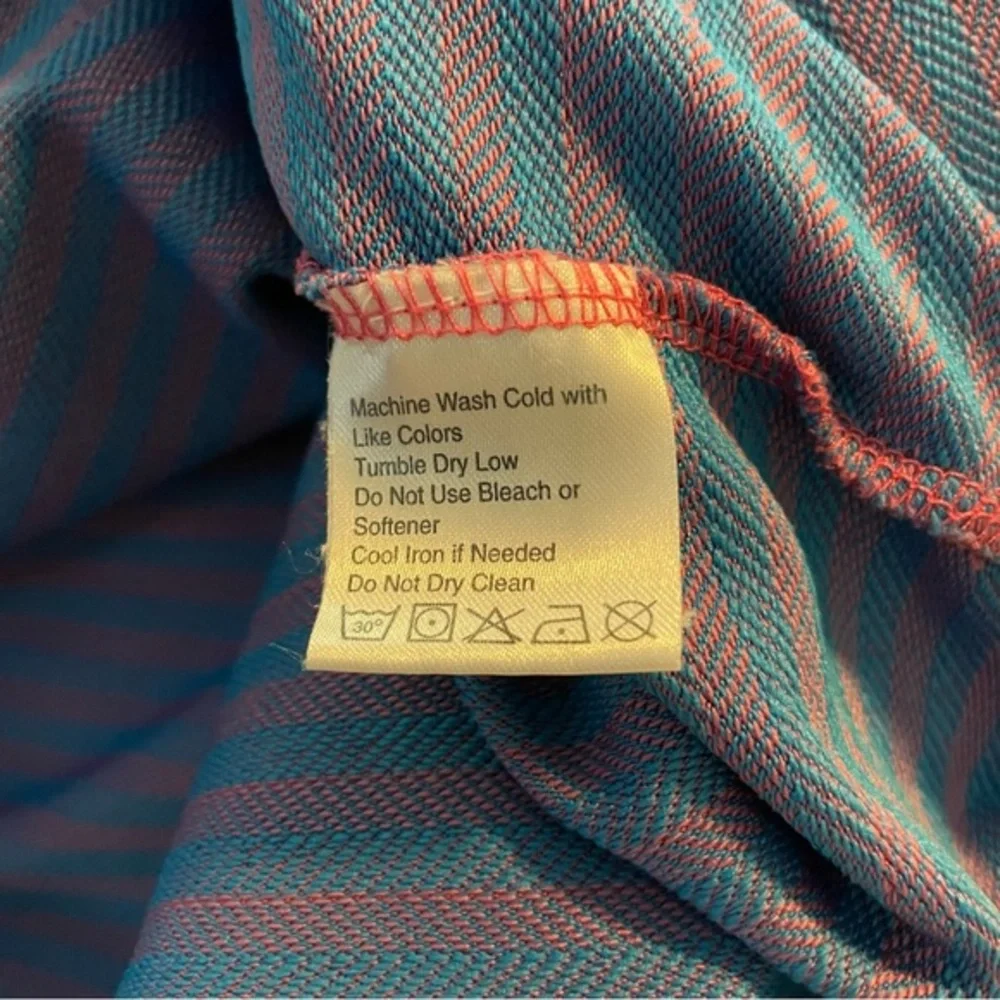 Machine Wash Cold with
Like Colors
Tumble Dry Low
Do Not Use Bleach or
Softener
Cool Iron if Needed
Do Not Dry Clean
30°